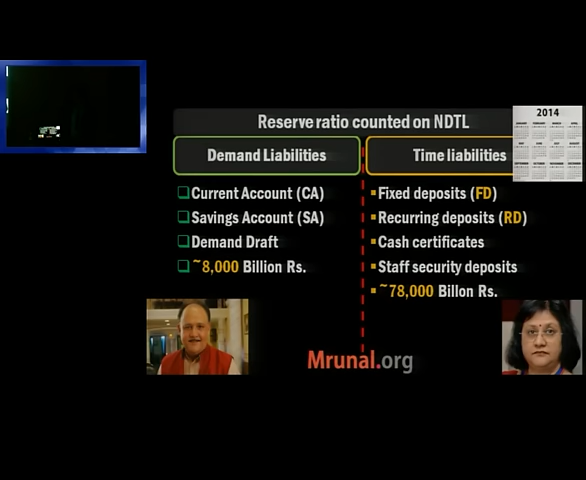 Reserve ratio counted on NDTL
2014
Demand Liabilities
Time liabilities
Current Account (CA)
Savings Account (SA)
Demand Draft
~8,000 Billion Rs.
Fixed deposits (FD)
Recurring deposits (RD)
Cash certificates
Staff security deposits
~78,000 Billon Rs.
Mrunal.org